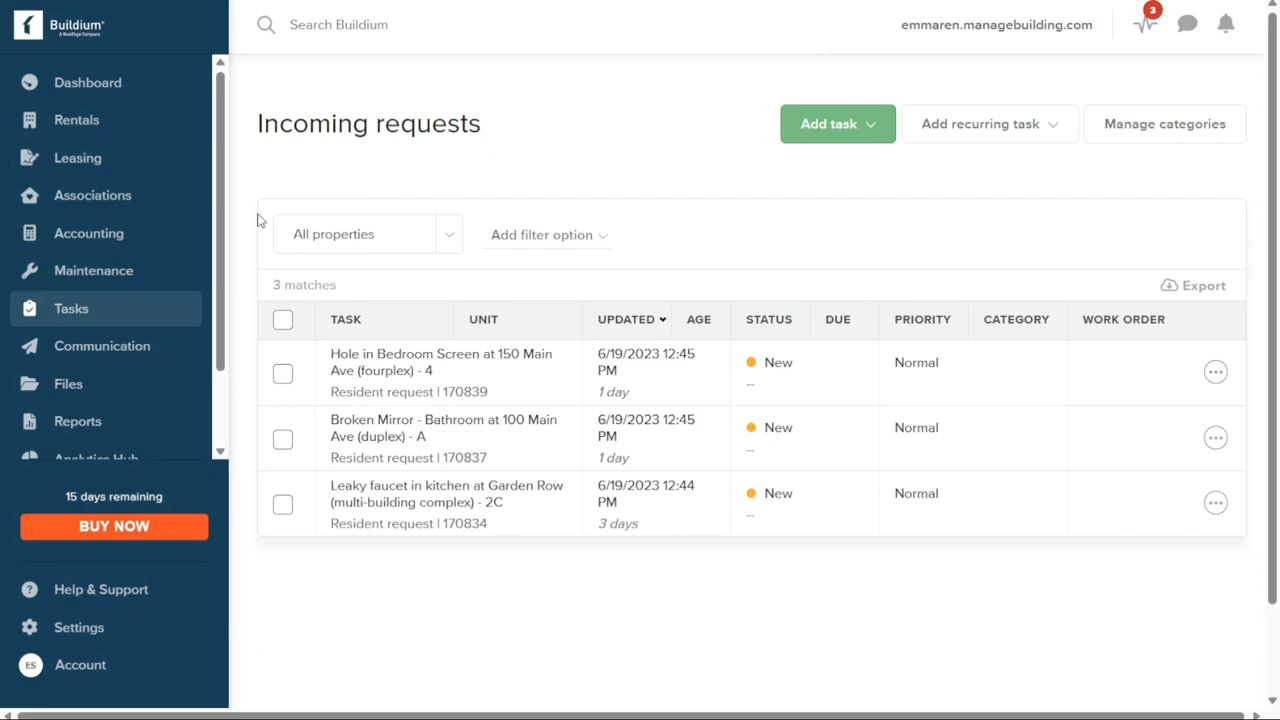 Buildium
A RealPage Company
Search Buildium
emmaren.managebuilding.com
3
Dashboard
Rentals
Leasing
Associations
Accounting
Maintenance
Tasks
Communication
Files
Reports
Analytics Hub
15 days remaining
BUY NOW
Help & Support
Settings
ES
Account
Incoming requests
Add task
Add recurring task
Manage categories
All properties
Add filter option
3 matches
Export
TASK UNIT UPDATED AGE STATUS DUE PRIORITY CATEGORY WORK ORDER
Hole in Bedroom Screen at 150 Main
Ave (fourplex) - 4
Resident request | 170839
6/19/2023 12:45
PM
1 day
New
--
Normal
Broken Mirror - Bathroom at 100 Main
Ave (duplex) - A
Resident request | 170837
6/19/2023 12:45
PM
1 day
New
--
Normal
Leaky faucet in kitchen at Garden Row
(multi-building complex) - 2C
Resident request | 170834
6/19/2023 12:44
PM
3 days
New
--
Normal